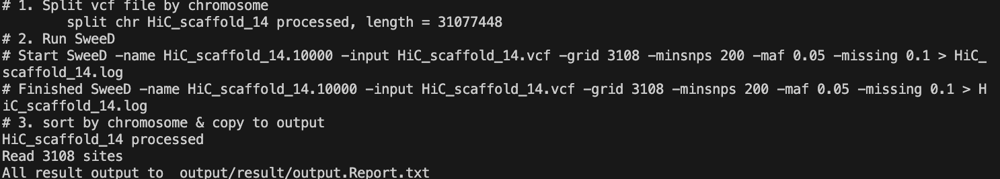 # 1. Split vcf file by chromosome
        split chr HiC_scaffold_14 processed, length = 31077448
# 2. Run SweeD
# Start SweeD -name HiC_scaffold_14.10000 -input HiC_scaffold_14.vcf -grid 3108 -minsnps 200 -maf 0.05 -missing 0.1 > HiC_
scaffold_14.log
# Finished SweeD -name HiC_scaffold_14.10000 -input HiC_scaffold_14.vcf -grid 3108 -minsnps 200 -maf 0.05 -missing 0.1 > H
iC_scaffold_14.log
# 3. sort by chromosome & copy to output
HiC_scaffold_14 processed
Read 3108 sites
All result output to  output/result/output.Report.txt